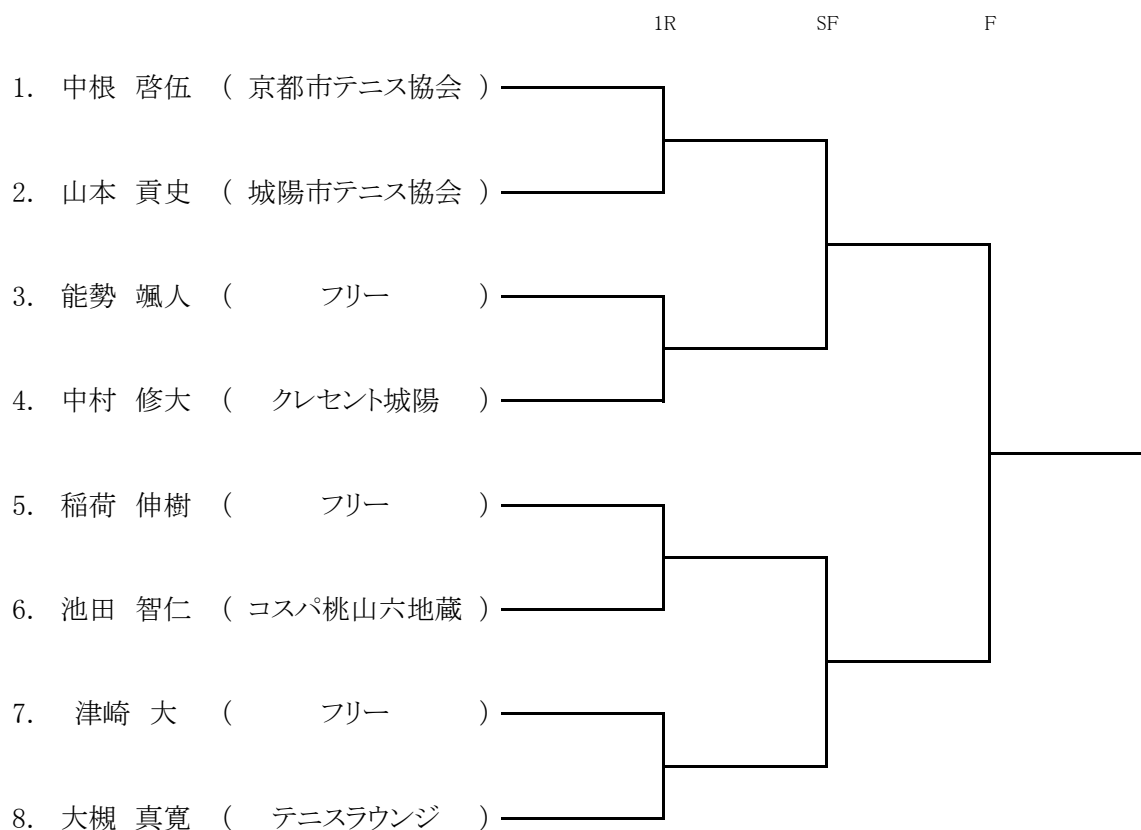 1R SF F
1. 中根 啓伍 ( 京都市テニス協会 )
2. 山本 貢史 ( 城陽市テニス協会 )
3. 能勢 颯人 ( フリー )
4. 中村 修大 ( クレセント城陽 )
5. 稲荷 伸樹 ( フリー )
6. 池田 智仁 ( コスパ桃山六地蔵 )
7. 津崎 大 ( フリー )
8. 大槻 真寛 ( テニスラウンジ )